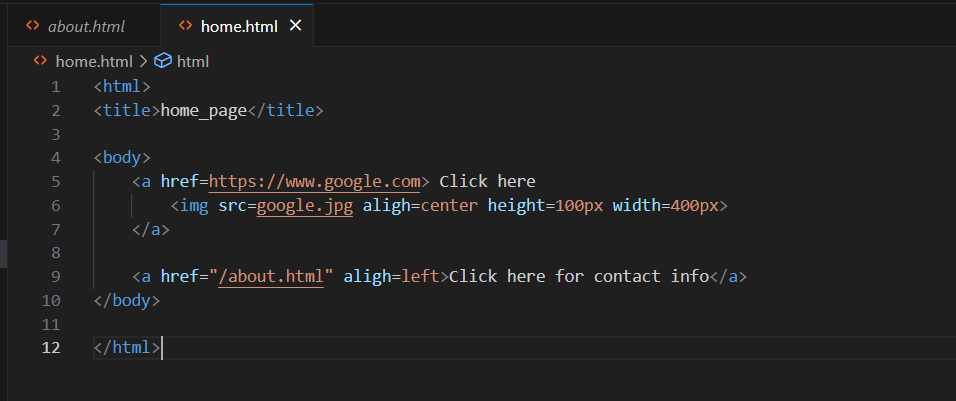 about.html home.html ×
home.html > html
1 <html>
2 <title>home_page</title>
3
4 <body>
5 <a href=https://www.google.com> Click here
6 <img src=google.jpg aligh=center height=100px width=400px>
7 </a>
8
9 <a href="/about.html" aligh=left>Click here for contact info</a>
10 </body>
11
12 </html>